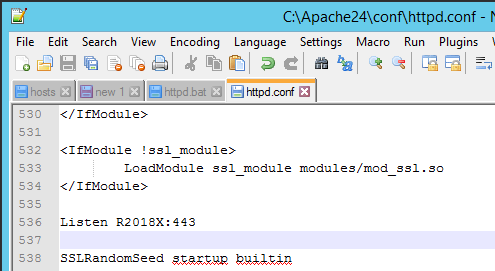 C:\Apache24\conf\httpd.conf - N
File Edit Search View Encoding Language Settings Macro Run Plugins
hosts new 1 httpd.bat httpd.conf
530 </IfModule>
531
532 <IfModule !ssl_module>
533 LoadModule ssl_module modules/mod_ssl.so
534 </IfModule>
535
536 Listen R2018X:443
537
538 SSLRandomSeed startup builtin